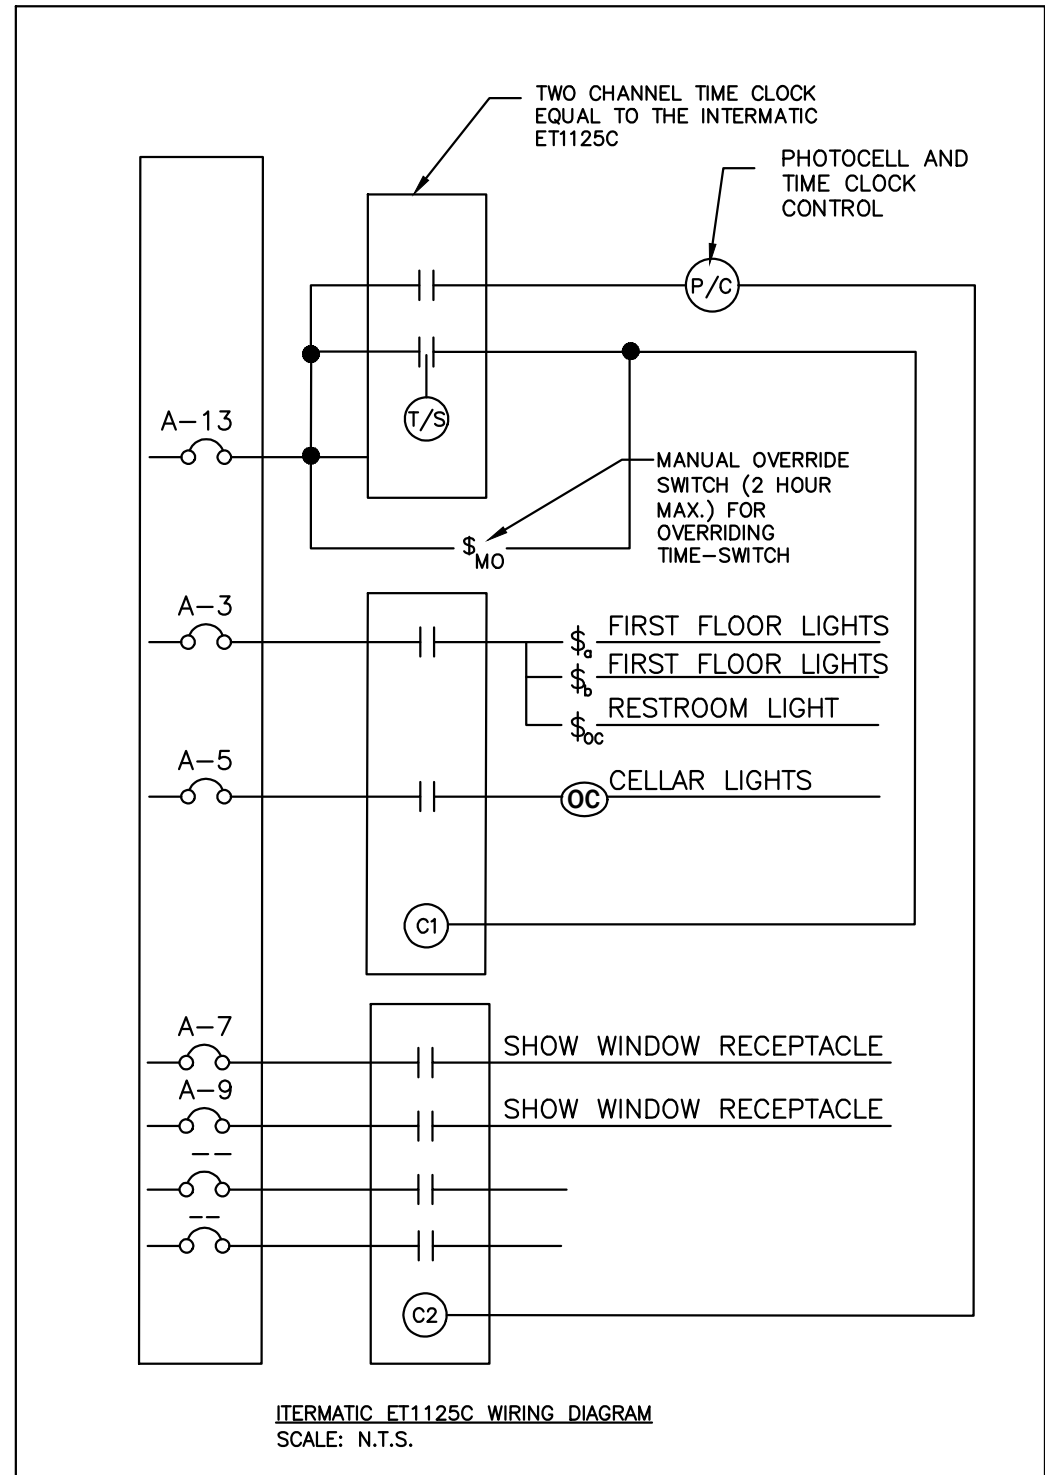 TWO CHANNEL TIME CLOCK
EQUAL TO THE INTERMATIC
ET1125C
PHOTOCELL AND
TIME CLOCK
CONTROL
P/C
T/S
A-13
MANUAL OVERRIDE
SWITCH (2 HOUR
MAX.) FOR
OVERRIDING
TIME-SWITCH
$MO
A-3
$a FIRST FLOOR LIGHTS
$b FIRST FLOOR LIGHTS
$OC RESTROOM LIGHT
A-5
OC CELLAR LIGHTS
C1
A-7
SHOW WINDOW RECEPTACLE
A-9
SHOW WINDOW RECEPTACLE
--
--
C2
ITERMATIC ET1125C WIRING DIAGRAM
SCALE: N.T.S.